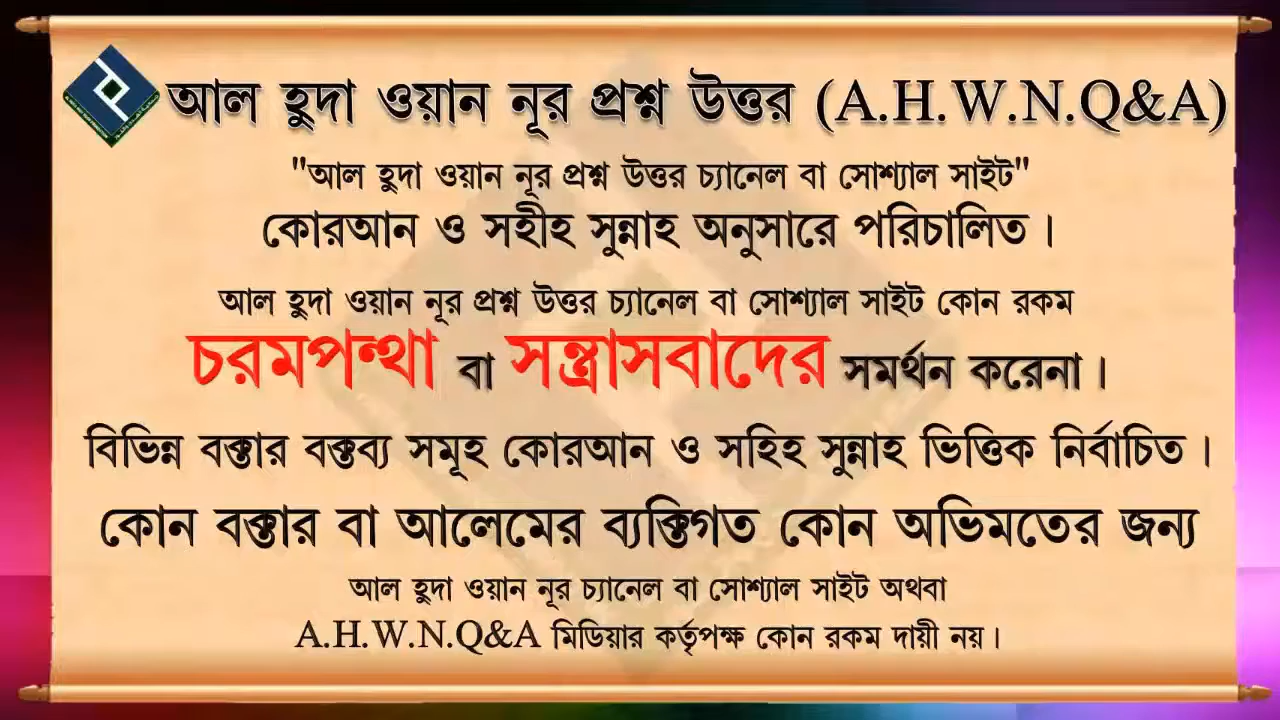 আল হুদা ওয়ান নূর প্রশ্ন উত্তর (A.H.W.N.Q&A)
"আল হুদা ওয়ান নূর প্রশ্ন উত্তর চ্যানেল বা সোশ্যাল সাইট"
কোরআন ও সহীহ সুন্নাহ অনুসারে পরিচালিত।
আল হুদা ওয়ান নূর প্রশ্ন উত্তর চ্যানেল বা সোশ্যাল সাইট কোন রকম
চরমপন্থা বা সন্ত্রাসবাদের সমর্থন করেনা।
বিভিন্ন বক্তার বক্তব্য সমূহ কোরআন ও সহিহ সুন্নাহ ভিত্তিক নির্বাচিত।
কোন বক্তার বা আলেমের ব্যক্তিগত কোন অভিমতের জন্য
আল হুদা ওয়ান নূর চ্যানেল বা সোশ্যাল সাইট অথবা
A.H.W.N.Q&A মিডিয়ার কর্তৃপক্ষ কোন রকম দায়ী নয়।